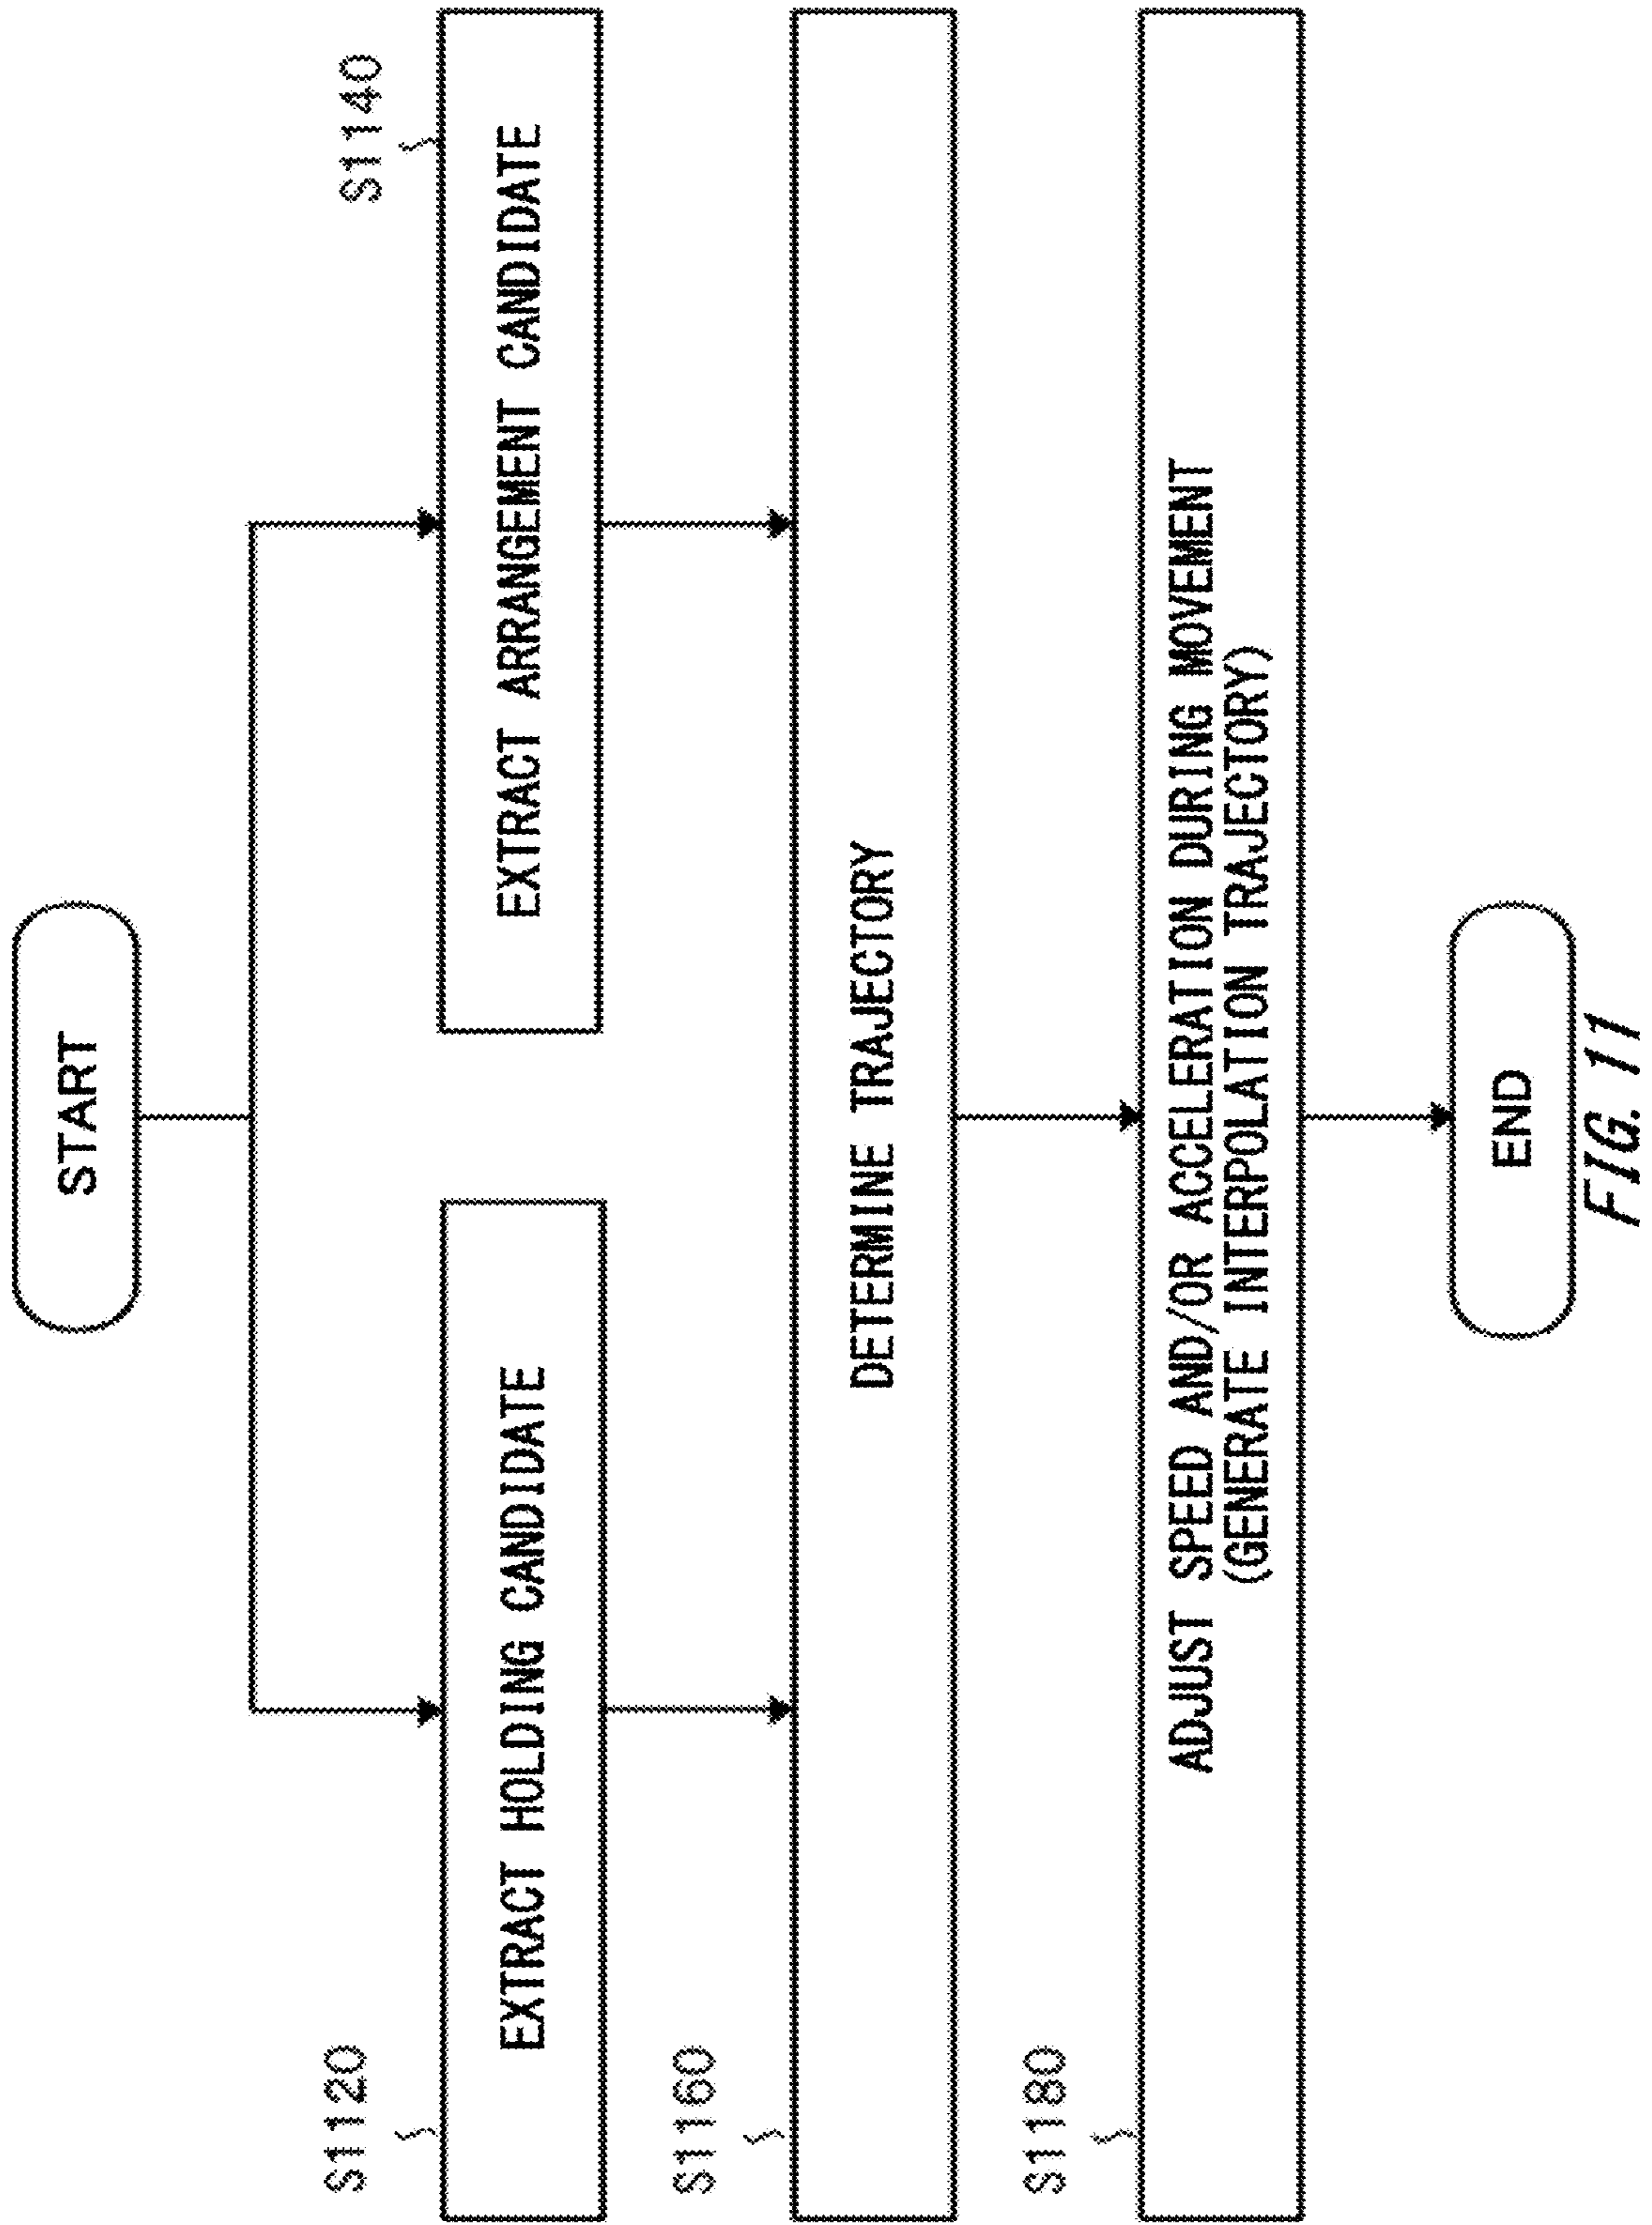 START
S1120
S1140
EXTRACT HOLDING CANDIDATE
EXTRACT ARRANGEMENT CANDIDATE
S1160
DETERMINE TRAJECTORY
S1180
ADJUST SPEED AND/OR ACCELERATION DURING MOVEMENT
(GENERATE INTERPOLATION TRAJECTORY)
END
FIG. 11